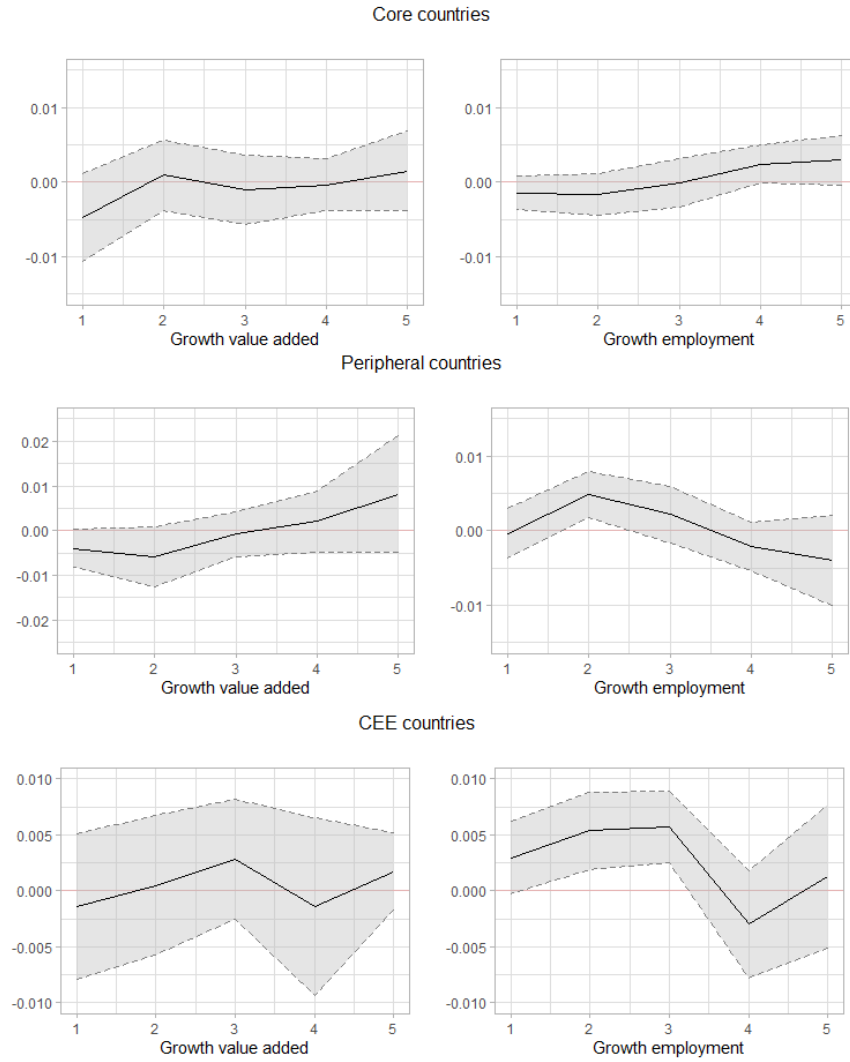 Core countries
0.01
0.00
-0.01
1 2 3 4 5
Growth value added
0.01
0.00
-0.01
1 2 3 4 5
Growth employment
Peripheral countries
0.02
0.01
0.00
-0.01
-0.02
1 2 3 4 5
Growth value added
0.01
0.00
-0.01
1 2 3 4 5
Growth employment
CEE countries
0.010
0.005
0.000
-0.005
-0.010
1 2 3 4 5
Growth value added
0.010
0.005
0.000
-0.005
-0.010
1 2 3 4 5
Growth employment